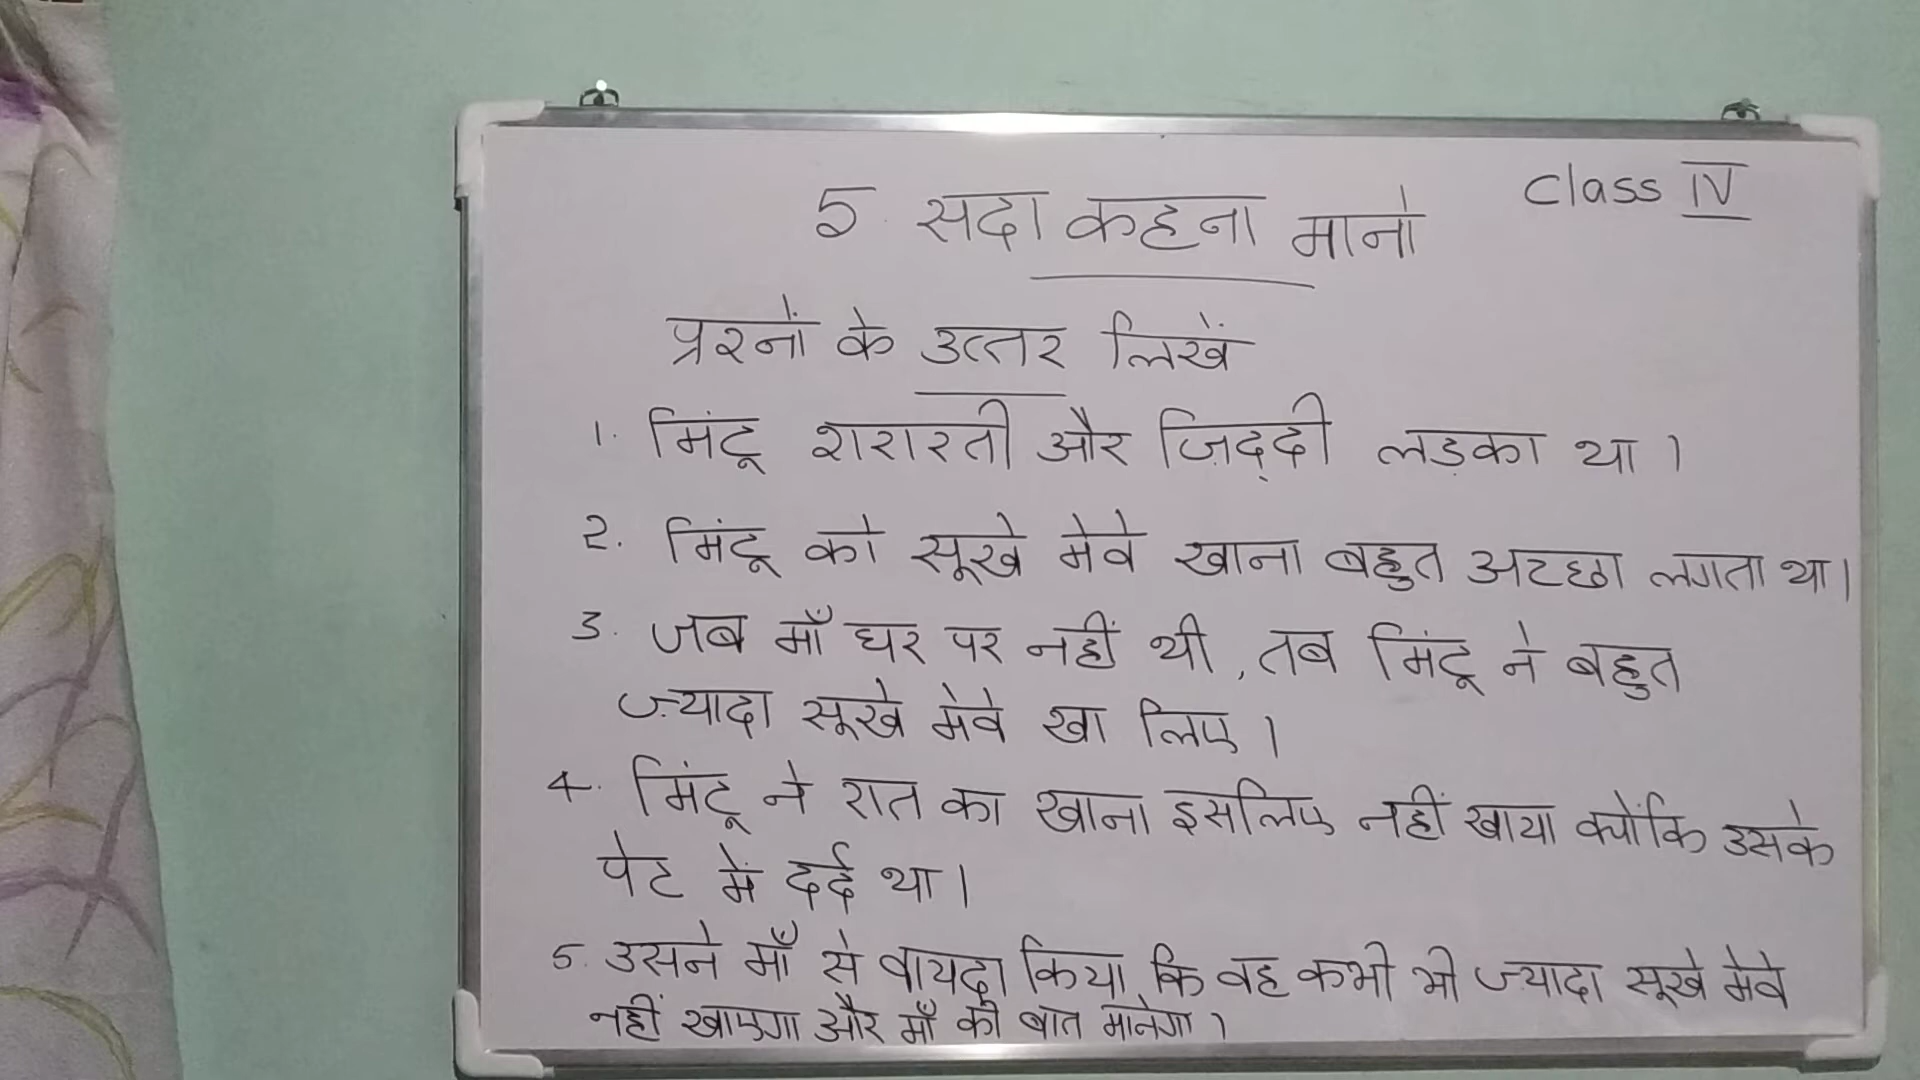 Class IV
5 सदा कहना मानो
प्रश्नों के उत्तर लिखें
1. मिंटू शरारती और ज़िद्दी लड़का था।
2. मिंटू को सूखे मेवे खाना बहुत अच्छा लगता था।
3. जब माँ घर पर नहीं थी, तब मिंटू ने बहुत
ज़्यादा सूखे मेवे खा लिए।
4. मिंटू ने रात का खाना इसलिए नहीं खाया क्योंकि उसके
पेट में दर्द था।
5. उसने माँ से वायदा किया कि वह कभी भी ज्यादा सूखे मेवे
नहीं खाएगा और माँ की बात मानेगा।